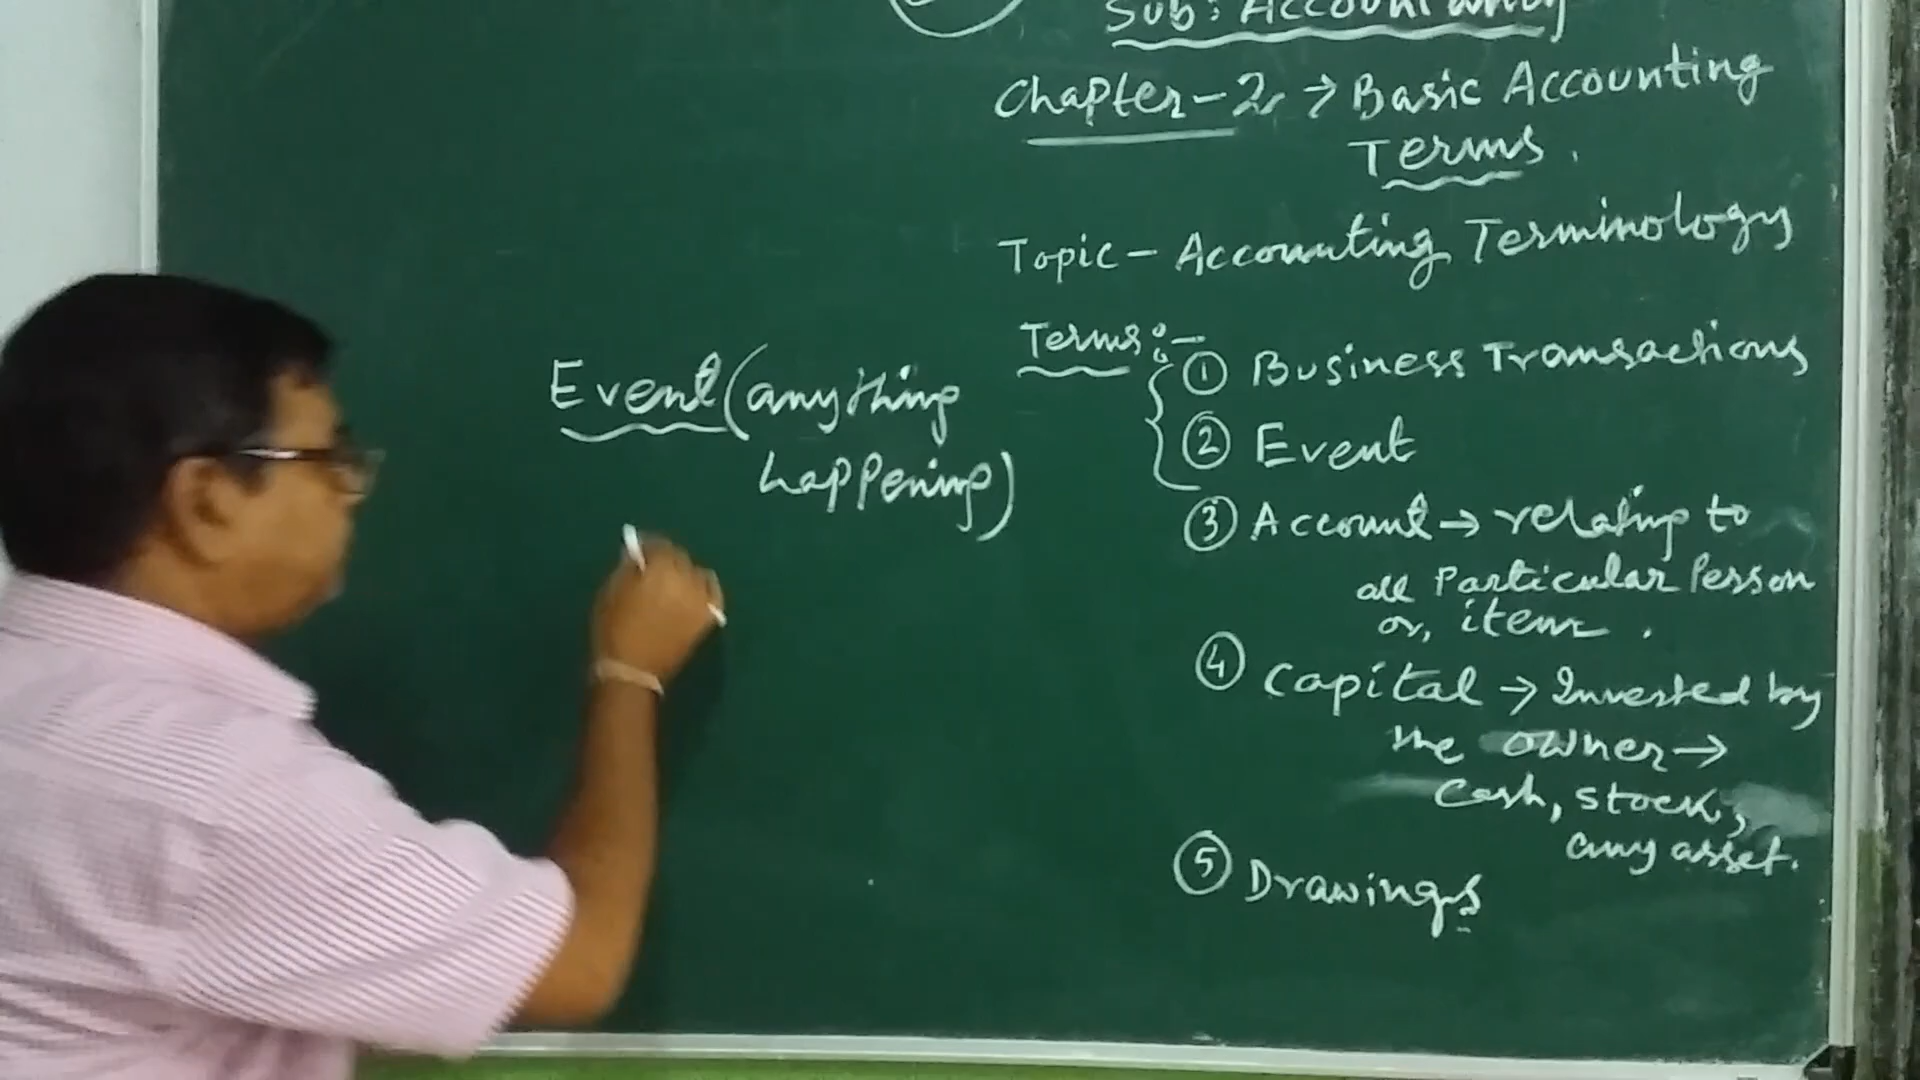 Sub: Accountancy
Chapter-2 → Basic Accounting
Terms.
Topic - Accounting Terminology
Terms:-
① Business Transactions
② Event
③ Account → relating to
all Particular Person
or, item.
④ Capital → Invested by
the owner →
Cash, stock,
any asset.
⑤ Drawings
Event (anything
happening)